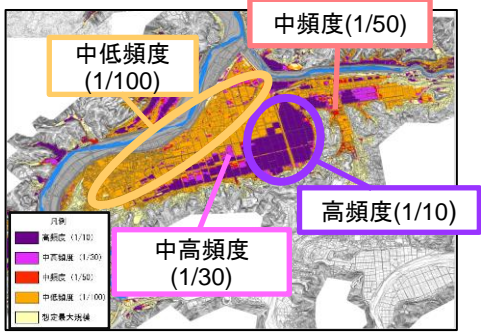 中頻度(1/50)
中低頻度
(1/100)
高頻度(1/10)
中高頻度
(1/30)
凡例
高頻度(1/10)
中高頻度(1/30)
中頻度(1/50)
中低頻度(1/100)
想定最大規模